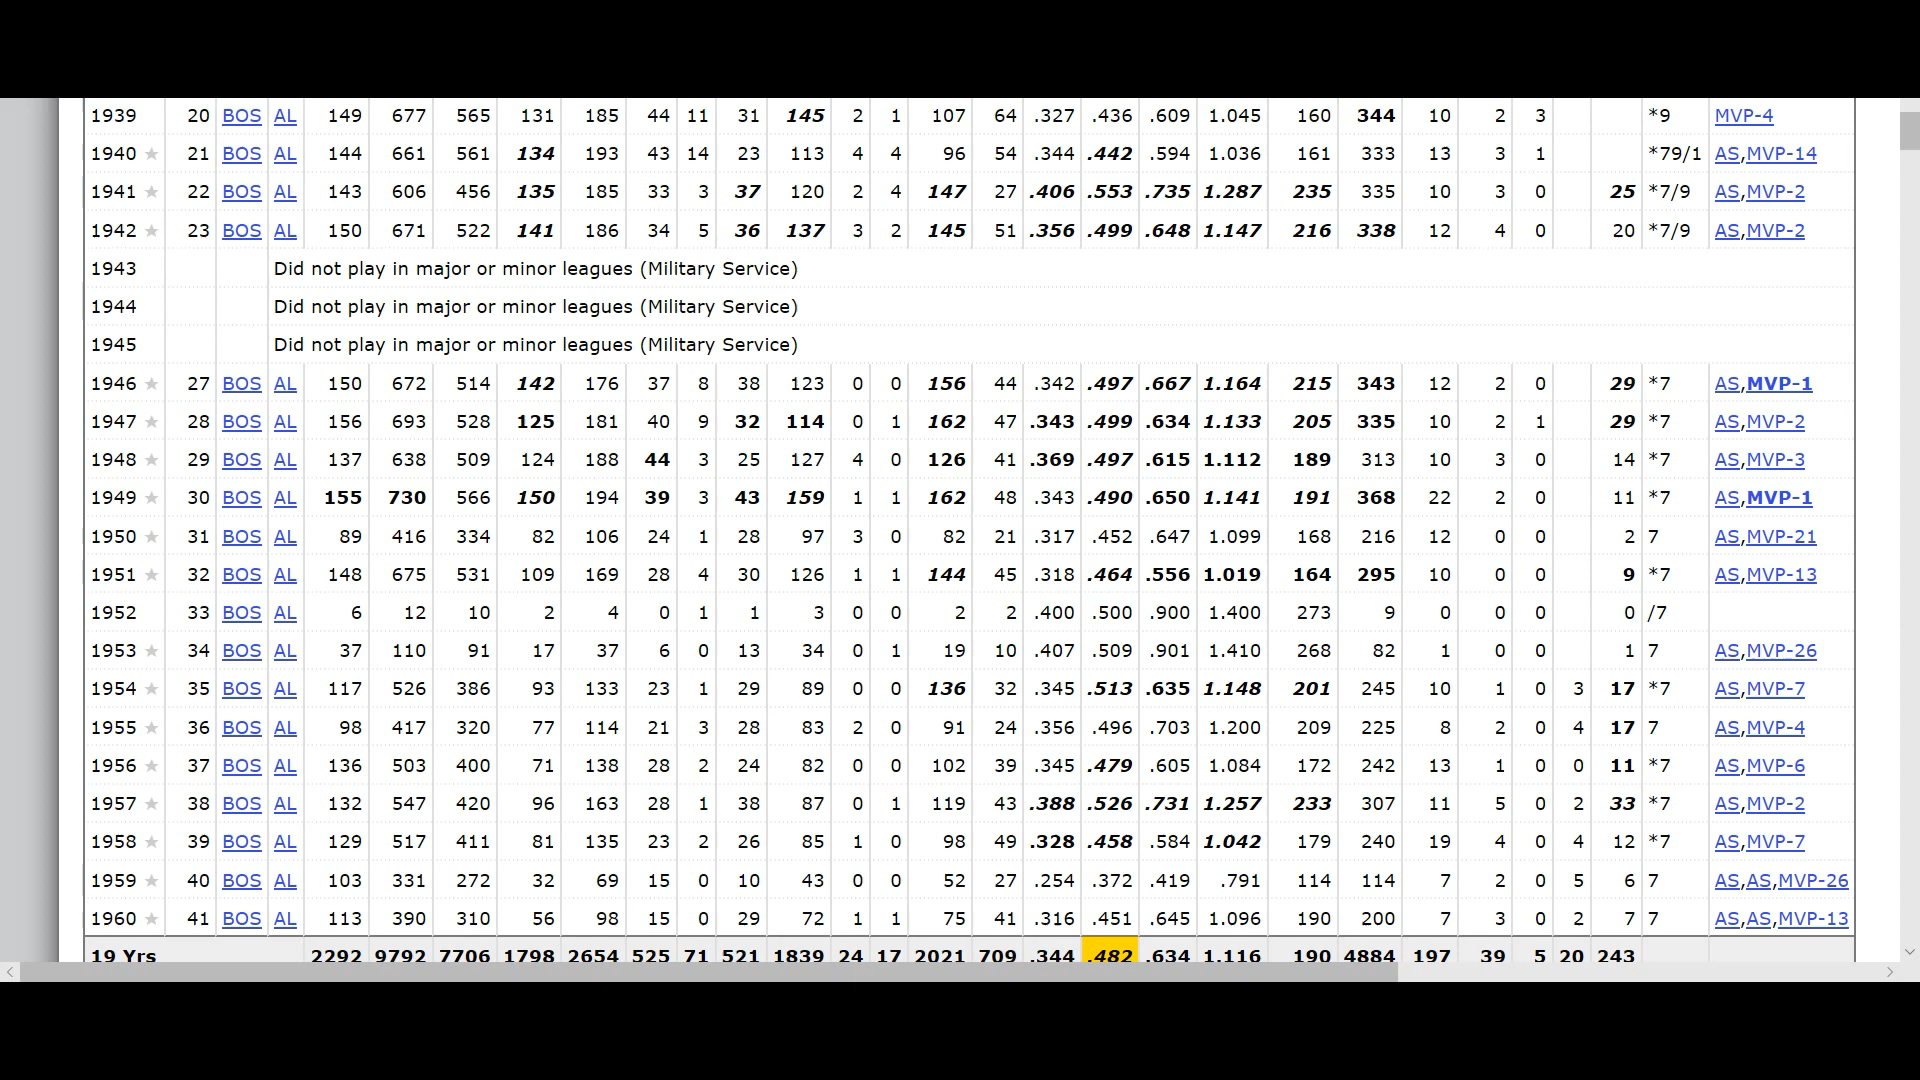 1939 20 BOS AL 149 677 565 131 185 44 11 31 145 2 1 107 64 .327 .436 .609 1.045 160 344 10 2 3 *9 MVP-4
1940 ★ 21 BOS AL 144 661 561 134 193 43 14 23 113 4 4 96 54 .344 .442 .594 1.036 161 333 13 3 1 *79/1 AS,MVP-14
1941 ★ 22 BOS AL 143 606 456 135 185 33 3 37 120 2 4 147 27 .406 .553 .735 1.287 235 335 10 3 0 25 *7/9 AS,MVP-2
1942 ★ 23 BOS AL 150 671 522 141 186 34 5 36 137 3 2 145 51 .356 .499 .648 1.147 216 338 12 4 0 20 *7/9 AS,MVP-2
1943 Did not play in major or minor leagues (Military Service)
1944 Did not play in major or minor leagues (Military Service)
1945 Did not play in major or minor leagues (Military Service)
1946 ★ 27 BOS AL 150 672 514 142 176 37 8 38 123 0 0 156 44 .342 .497 .667 1.164 215 343 12 2 0 29 *7 AS,MVP-1
1947 ★ 28 BOS AL 156 693 528 125 181 40 9 32 114 0 1 162 47 .343 .499 .634 1.133 205 335 10 2 1 29 *7 AS,MVP-2
1948 ★ 29 BOS AL 137 638 509 124 188 44 3 25 127 4 0 126 41 .369 .497 .615 1.112 189 313 10 3 0 14 *7 AS,MVP-3
1949 ★ 30 BOS AL 155 730 566 150 194 39 3 43 159 1 1 162 48 .343 .490 .650 1.141 191 368 22 2 0 11 *7 AS,MVP-1
1950 ★ 31 BOS AL 89 416 334 82 106 24 1 28 97 3 0 82 21 .317 .452 .647 1.099 168 216 12 0 0 2 7 AS,MVP-21
1951 ★ 32 BOS AL 148 675 531 109 169 28 4 30 126 1 1 144 45 .318 .464 .556 1.019 164 295 10 0 0 9 *7 AS,MVP-13
1952 33 BOS AL 6 12 10 2 4 0 1 1 3 0 0 2 2 .400 .500 .900 1.400 273 9 0 0 0 0 /7
1953 ★ 34 BOS AL 37 110 91 17 37 6 0 13 34 0 1 19 10 .407 .509 .901 1.410 268 82 1 0 0 1 7 AS,MVP-26
1954 ★ 35 BOS AL 117 526 386 93 133 23 1 29 89 0 0 136 32 .345 .513 .635 1.148 201 245 10 1 0 3 17 *7 AS,MVP-7
1955 ★ 36 BOS AL 98 417 320 77 114 21 3 28 83 2 0 91 24 .356 .496 .703 1.200 209 225 8 2 0 4 17 7 AS,MVP-4
1956 ★ 37 BOS AL 136 503 400 71 138 28 2 24 82 0 0 102 39 .345 .479 .605 1.084 172 242 13 1 0 0 11 *7 AS,MVP-6
1957 ★ 38 BOS AL 132 547 420 96 163 28 1 38 87 0 1 119 43 .388 .526 .731 1.257 233 307 11 5 0 2 33 *7 AS,MVP-2
1958 ★ 39 BOS AL 129 517 411 81 135 23 2 26 85 1 0 98 49 .328 .458 .584 1.042 179 240 19 4 0 4 12 *7 AS,MVP-7
1959 ★ 40 BOS AL 103 331 272 32 69 15 0 10 43 0 0 52 27 .254 .372 .419 .791 114 114 7 2 0 5 6 7 AS,AS,MVP-26
1960 ★ 41 BOS AL 113 390 310 56 98 15 0 29 72 1 1 75 41 .316 .451 .645 1.096 190 200 7 3 0 2 7 7 AS,AS,MVP-13
19 Yrs 2292 9792 7706 1798 2654 525 71 521 1839 24 17 2021 709 .344 .482 .634 1.116 190 4884 197 39 5 20 243